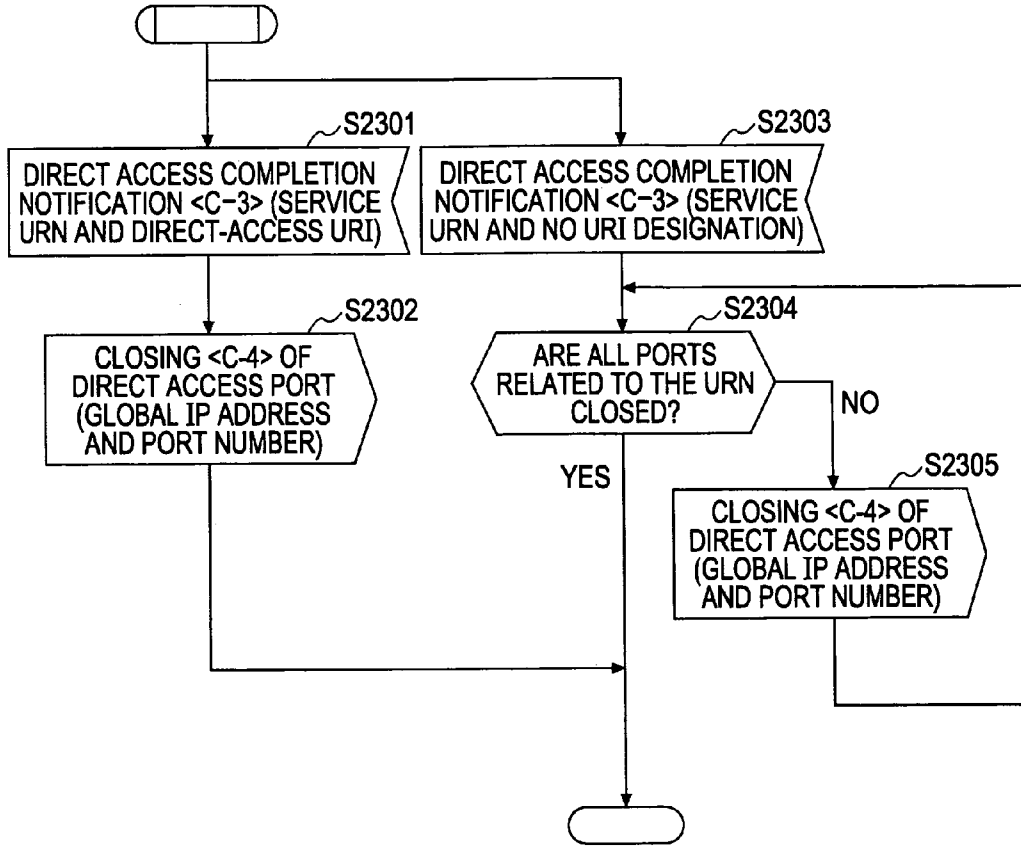 S2301
DIRECT ACCESS COMPLETION
NOTIFICATION <C-3> (SERVICE
URN AND DIRECT-ACCESS URI)
S2303
DIRECT ACCESS COMPLETION
NOTIFICATION <C-3> (SERVICE
URN AND NO URI DESIGNATION)
S2302
CLOSING <C-4> OF
DIRECT ACCESS PORT
(GLOBAL IP ADDRESS
AND PORT NUMBER)
S2304
ARE ALL PORTS
RELATED TO THE URN
CLOSED?
NO
YES
S2305
CLOSING <C-4> OF
DIRECT ACCESS PORT
(GLOBAL IP ADDRESS
AND PORT NUMBER)